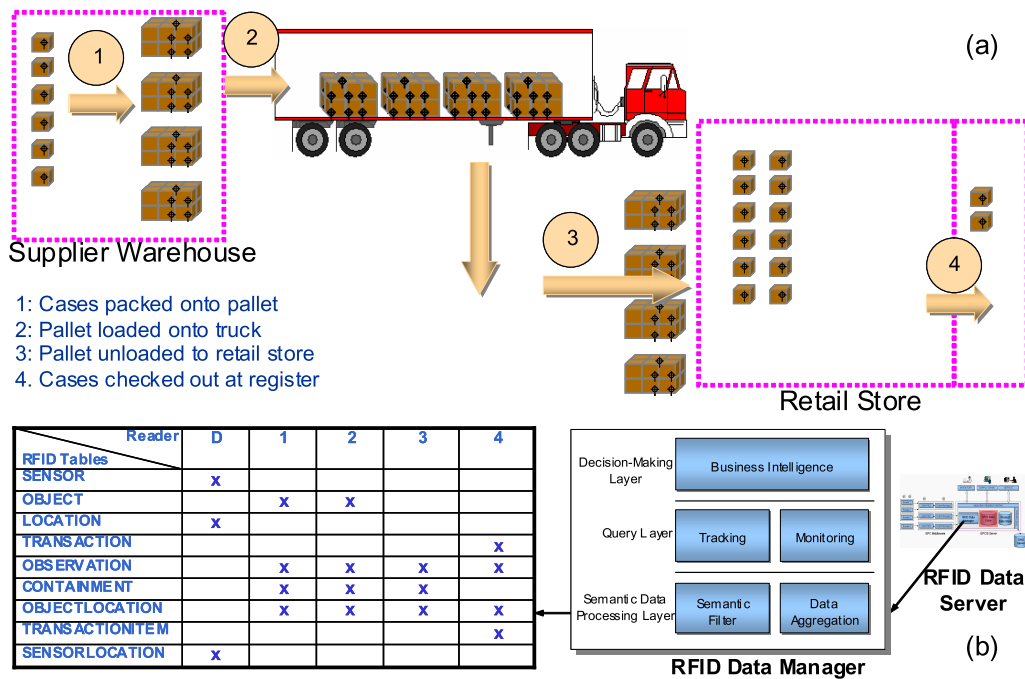 1
2
(a)
3
4
Supplier Warehouse
1: Cases packed onto pallet
2: Pallet loaded onto truck
3: Pallet unloaded to retail store
4. Cases checked out at register
Retail Store
Reader D 1 2 3 4
RFID Tables
SENSOR x
OBJECT x x
LOCATION x
TRANSACTION x
OBSERVATION x x x x
CONTAINMENT x x x
OBJECTLOCATION x x x x
TRANSACTIONITEM x
SENSORLOCATION x
Decision-Making
Layer
Business Intelligence
Query Layer
Tracking
Monitoring
Semantic Data
Processing Layer
Semantic
Filter
Data
Aggregation
RFID Data Manager
RFID Data
Server
(b)